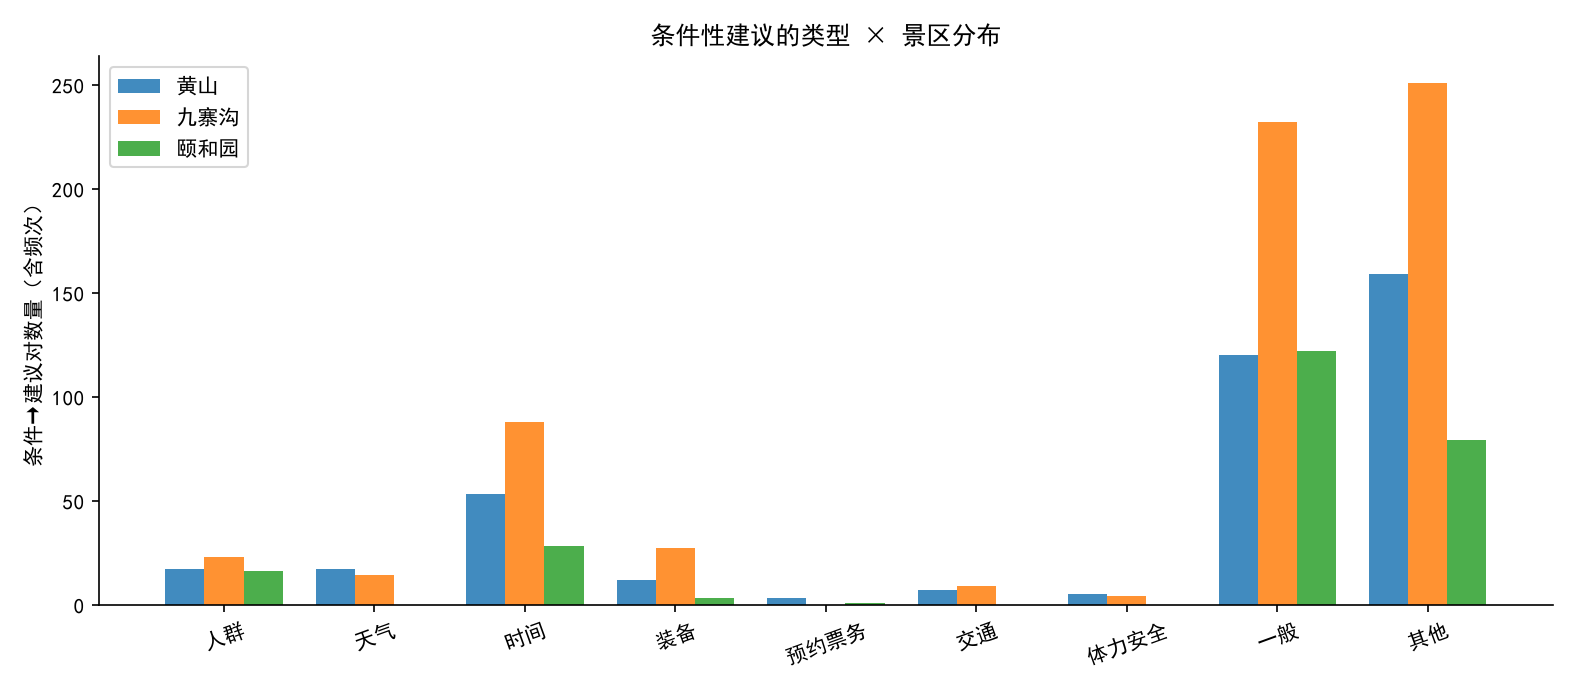 条件性建议的类型 × 景区分布
黄山
九寨沟
颐和园
条件→建议对数量（含频次）
250
200
150
100
50
0
人群
天气
时间
装备
预约票务
交通
体力安全
一般
其他